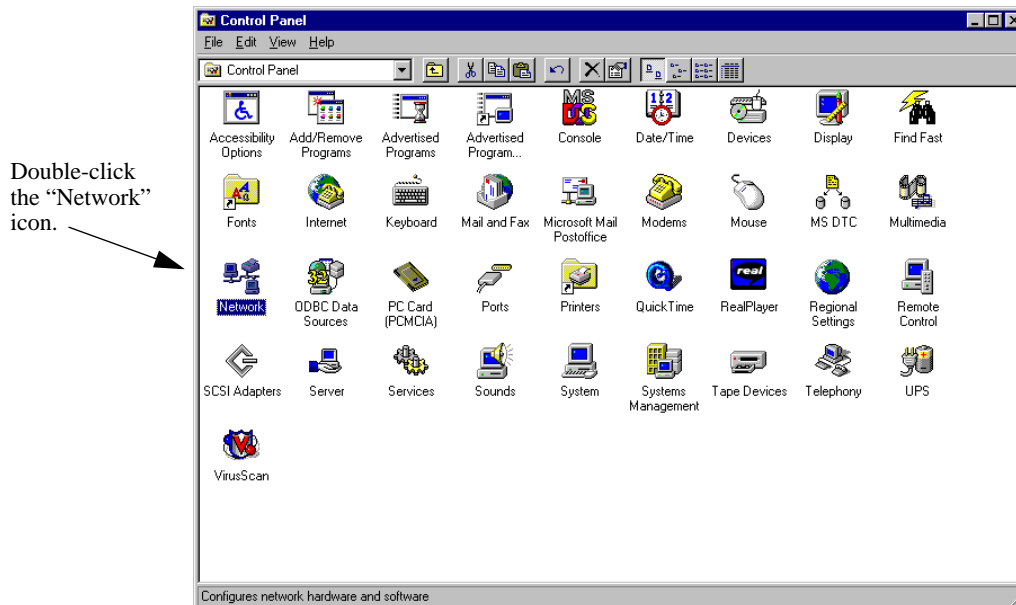 Control Panel
File Edit View Help
Control Panel
Accessibility Options
Add/Remove Programs
Advertised Programs
Advertised Program...
Console
Date/Time
Devices
Display
Find Fast
Double-click
the “Network”
icon.
Fonts
Internet
Keyboard
Mail and Fax
Microsoft Mail Postoffice
Modems
Mouse
MS DTC
Multimedia
Network
ODBC Data Sources
PC Card (PCMCIA)
Ports
Printers
QuickTime
RealPlayer
Regional Settings
Remote Control
SCSI Adapters
Server
Services
Sounds
System
Systems Management
Tape Devices
Telephony
UPS
VirusScan
Configures network hardware and software